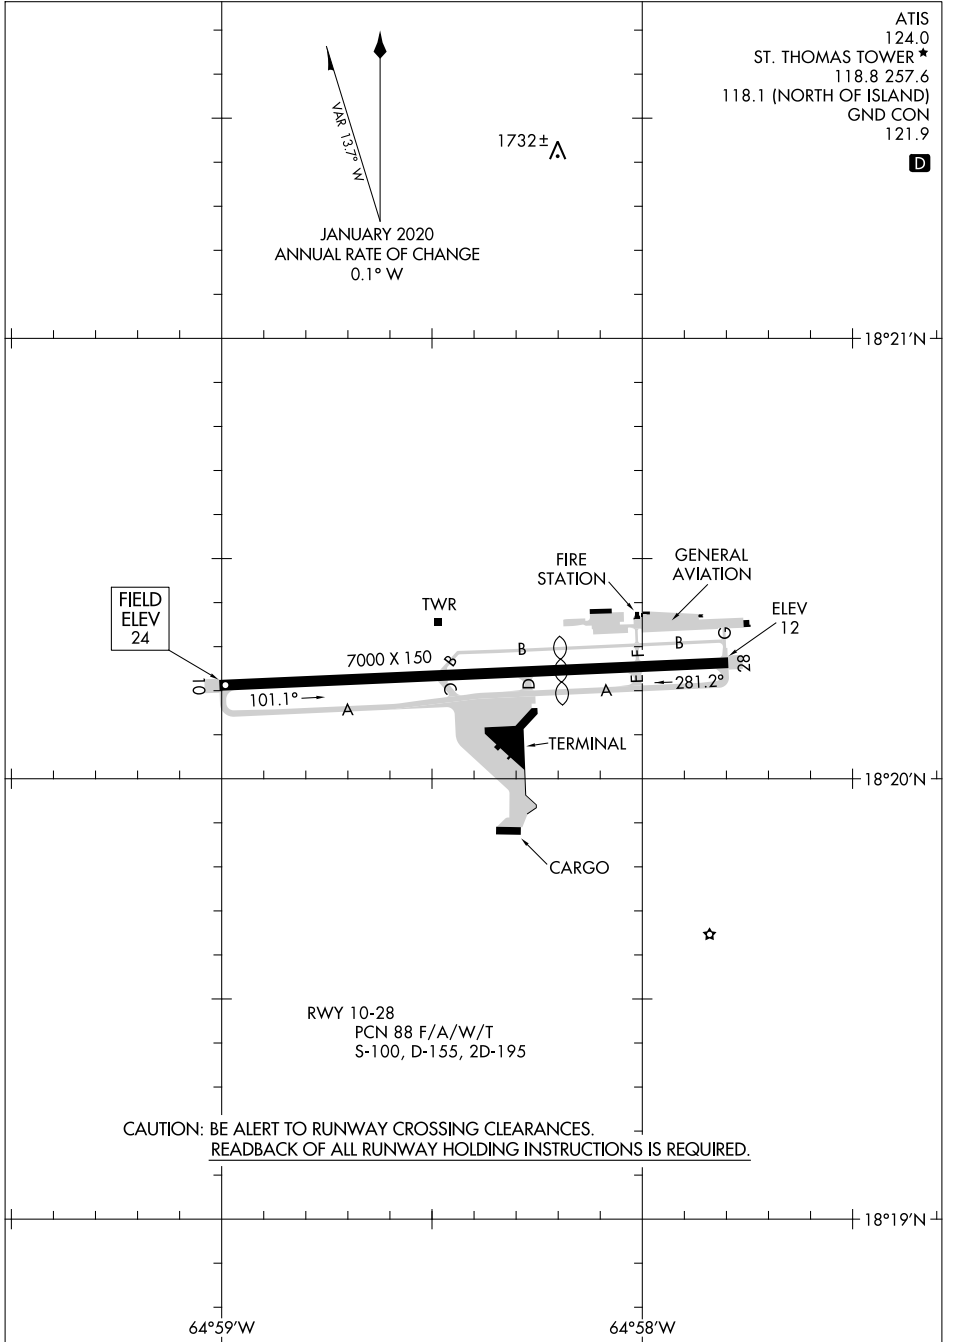 ATIS
124.0
ST. THOMAS TOWER ★
118.8 257.6
118.1 (NORTH OF ISLAND)
GND CON
121.9
D
VAR 13.7° W
1732±
JANUARY 2020
ANNUAL RATE OF CHANGE
0.1° W
18°21'N
FIRE
STATION
GENERAL
AVIATION
FIELD
ELEV
24
TWR
ELEV
12
7000 X 150
B
B
F
B
G
28
10
101.1°
C
D
E
A
281.2°
A
TERMINAL
18°20'N
CARGO
RWY 10-28
PCN 88 F/A/W/T
S-100, D-155, 2D-195
CAUTION: BE ALERT TO RUNWAY CROSSING CLEARANCES.
READBACK OF ALL RUNWAY HOLDING INSTRUCTIONS IS REQUIRED.
18°19'N
64°59'W
64°58'W